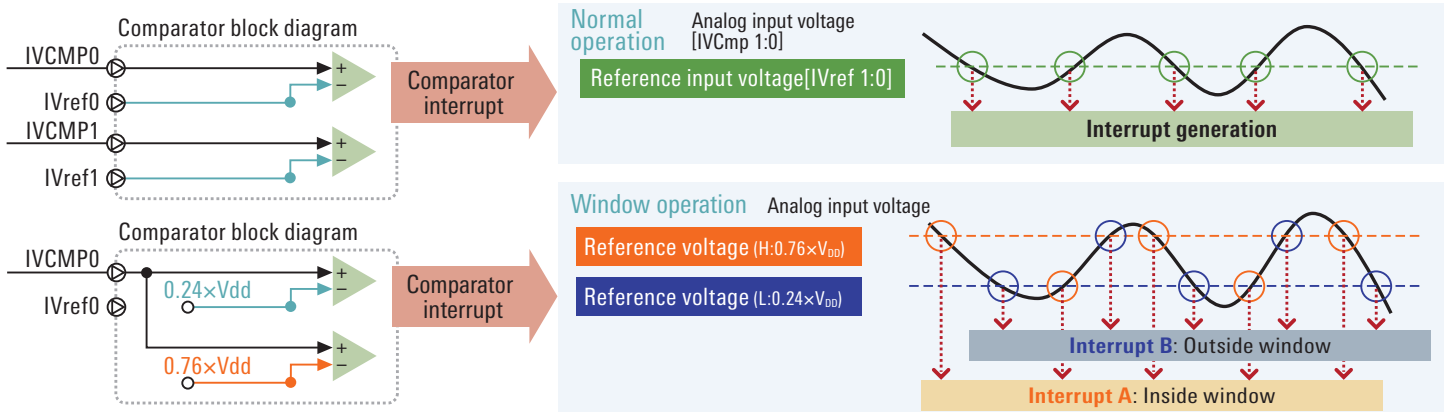 Comparator block diagram
IVCMP0
IVref0
IVCMP1
IVref1
+
−
+
−
Comparator
interrupt
Normal
operation
Analog input voltage
[IVCmp 1:0]
Reference input voltage[IVref 1:0]
Interrupt generation
Comparator block diagram
IVCMP0
IVref0
0.24×Vdd
+
−
0.76×Vdd
+
−
Comparator
interrupt
Window operation Analog input voltage
Reference voltage (H:0.76×VDD)
Reference voltage (L:0.24×VDD)
Interrupt B: Outside window
Interrupt A: Inside window